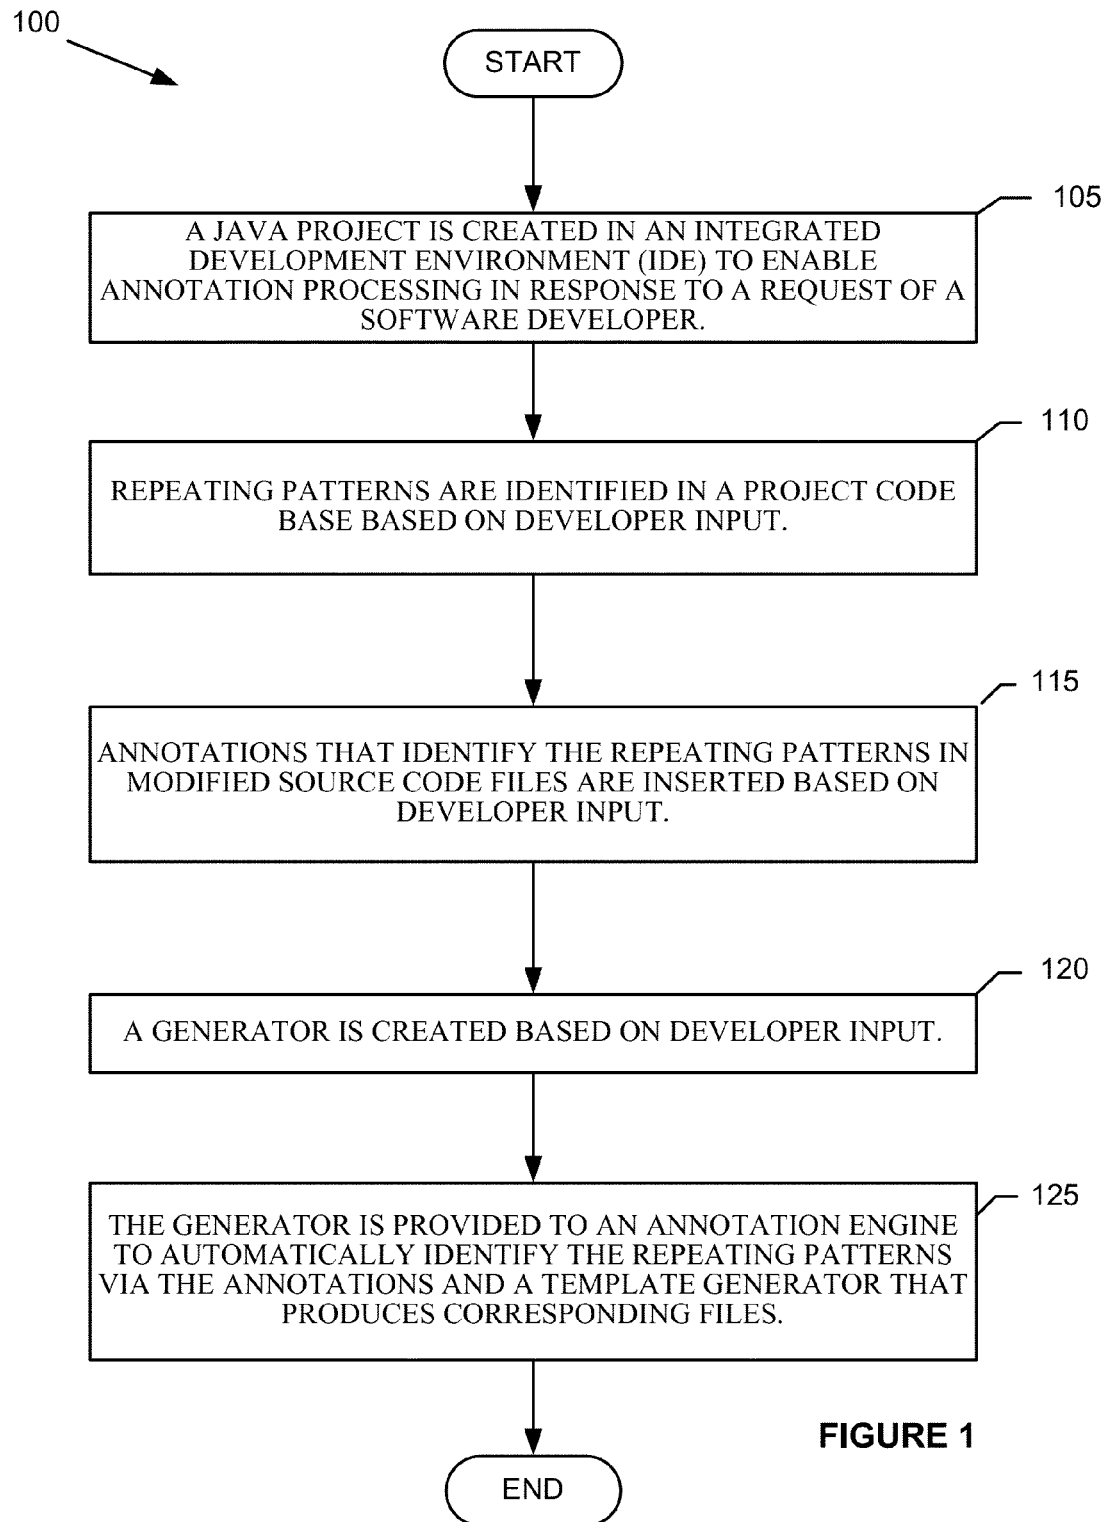 100
START
105
A JAVA PROJECT IS CREATED IN AN INTEGRATED
DEVELOPMENT ENVIRONMENT (IDE) TO ENABLE
ANNOTATION PROCESSING IN RESPONSE TO A REQUEST OF A
SOFTWARE DEVELOPER.
110
REPEATING PATTERNS ARE IDENTIFIED IN A PROJECT CODE
BASE BASED ON DEVELOPER INPUT.
115
ANNOTATIONS THAT IDENTIFY THE REPEATING PATTERNS IN
MODIFIED SOURCE CODE FILES ARE INSERTED BASED ON
DEVELOPER INPUT.
120
A GENERATOR IS CREATED BASED ON DEVELOPER INPUT.
125
THE GENERATOR IS PROVIDED TO AN ANNOTATION ENGINE
TO AUTOMATICALLY IDENTIFY THE REPEATING PATTERNS
VIA THE ANNOTATIONS AND A TEMPLATE GENERATOR THAT
PRODUCES CORRESPONDING FILES.
FIGURE 1
END